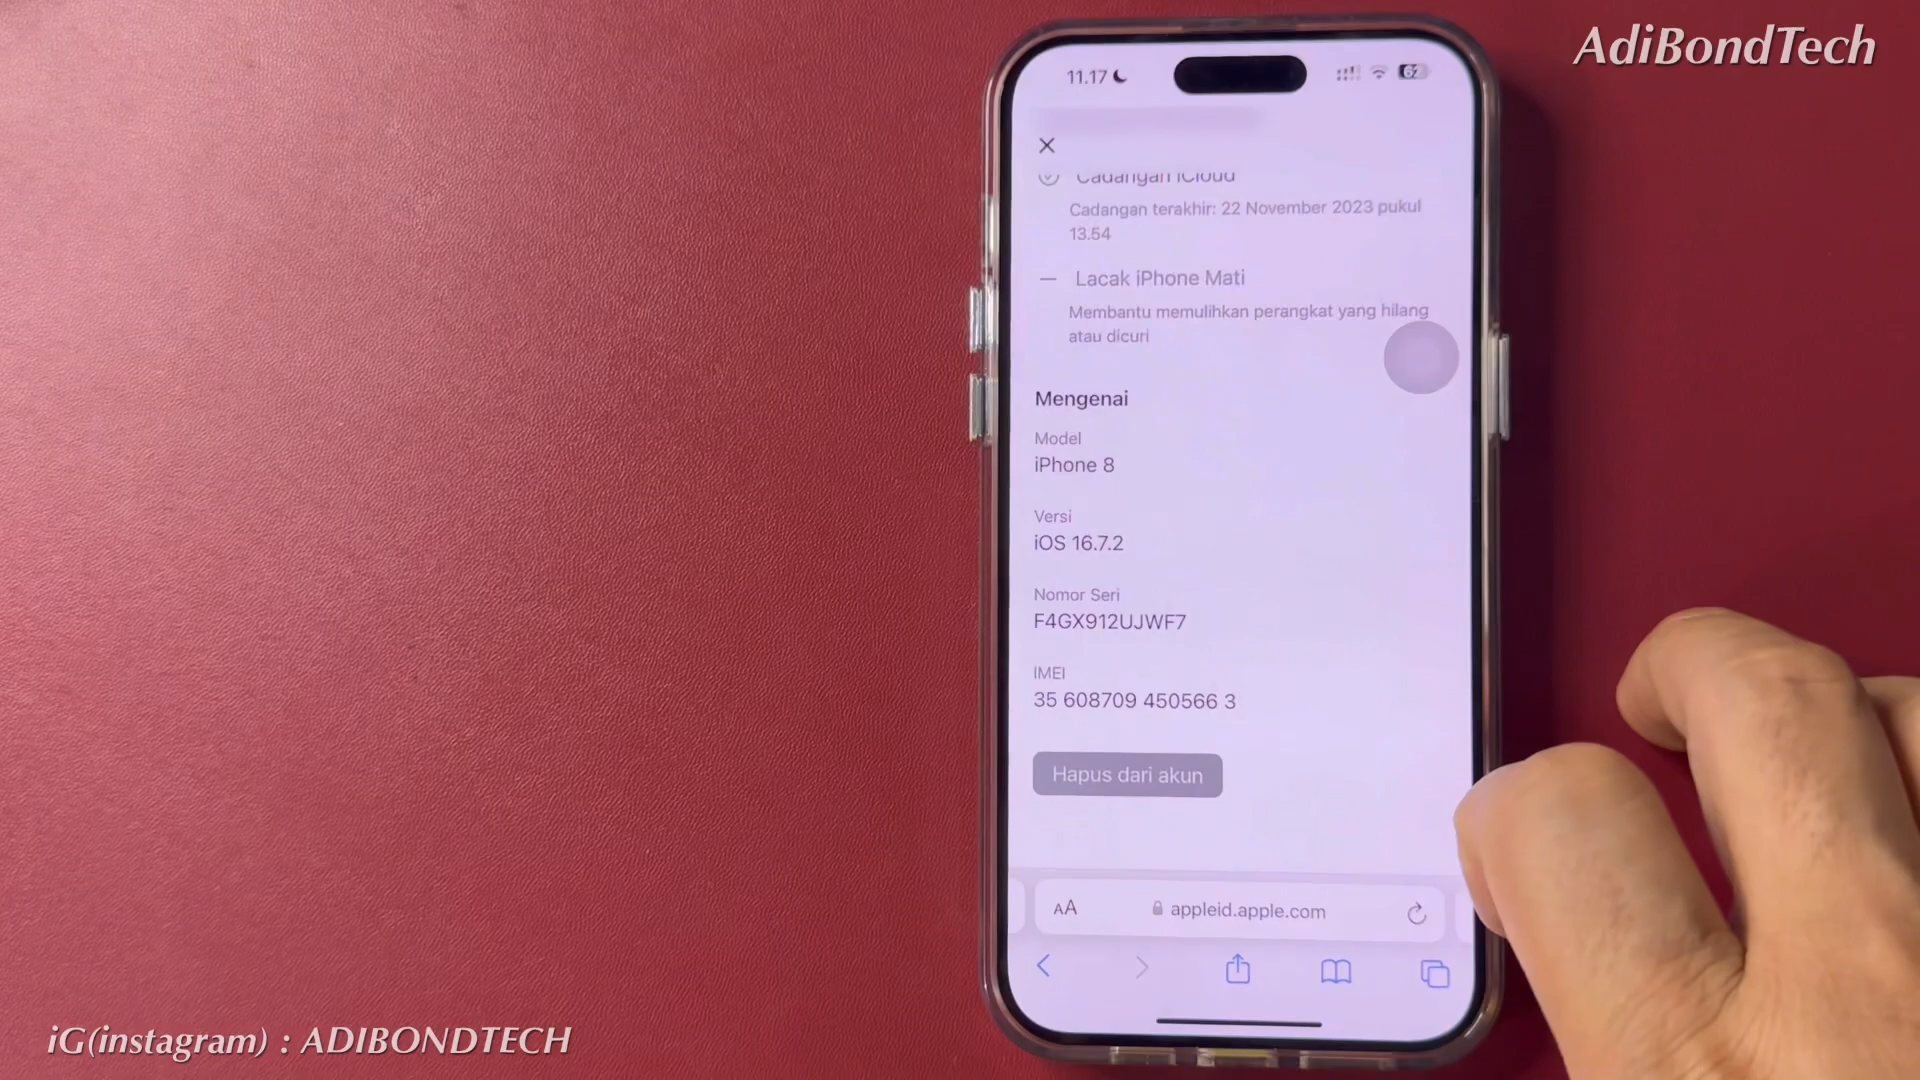 AdiBondTech
11.17
62
Cadangan iCloud
Cadangan terakhir: 22 November 2023 pukul
13.54
Lacak iPhone Mati
Membantu memulihkan perangkat yang hilang
atau dicuri
Mengenai
Model
iPhone 8
Versi
iOS 16.7.2
Nomor Seri
F4GX912UJWF7
IMEI
35 608709 450566 3
Hapus dari akun
AA
appleid.apple.com
iG(instagram) : ADIBONDTECH